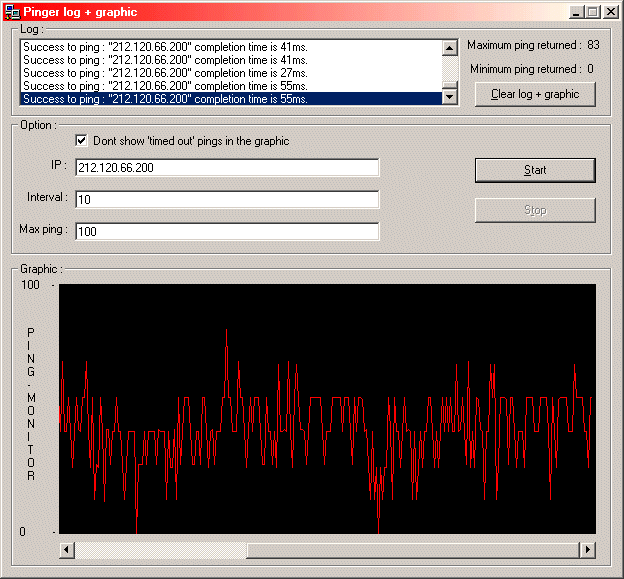 Pinger log + graphic
Log :
Success to ping : "212.120.66.200" completion time is 41ms.
Success to ping : "212.120.66.200" completion time is 41ms.
Success to ping : "212.120.66.200" completion time is 27ms.
Success to ping : "212.120.66.200" completion time is 55ms.
Success to ping : "212.120.66.200" completion time is 55ms.
Maximum ping returned : 83
Minimum ping returned : 0
Clear log + graphic
Option :
Dont show 'timed out' pings in the graphic
IP : 212.120.66.200
Interval : 10
Max ping : 100
Start
Stop
Graphic :
100 -
PING-MONITOR
0 -